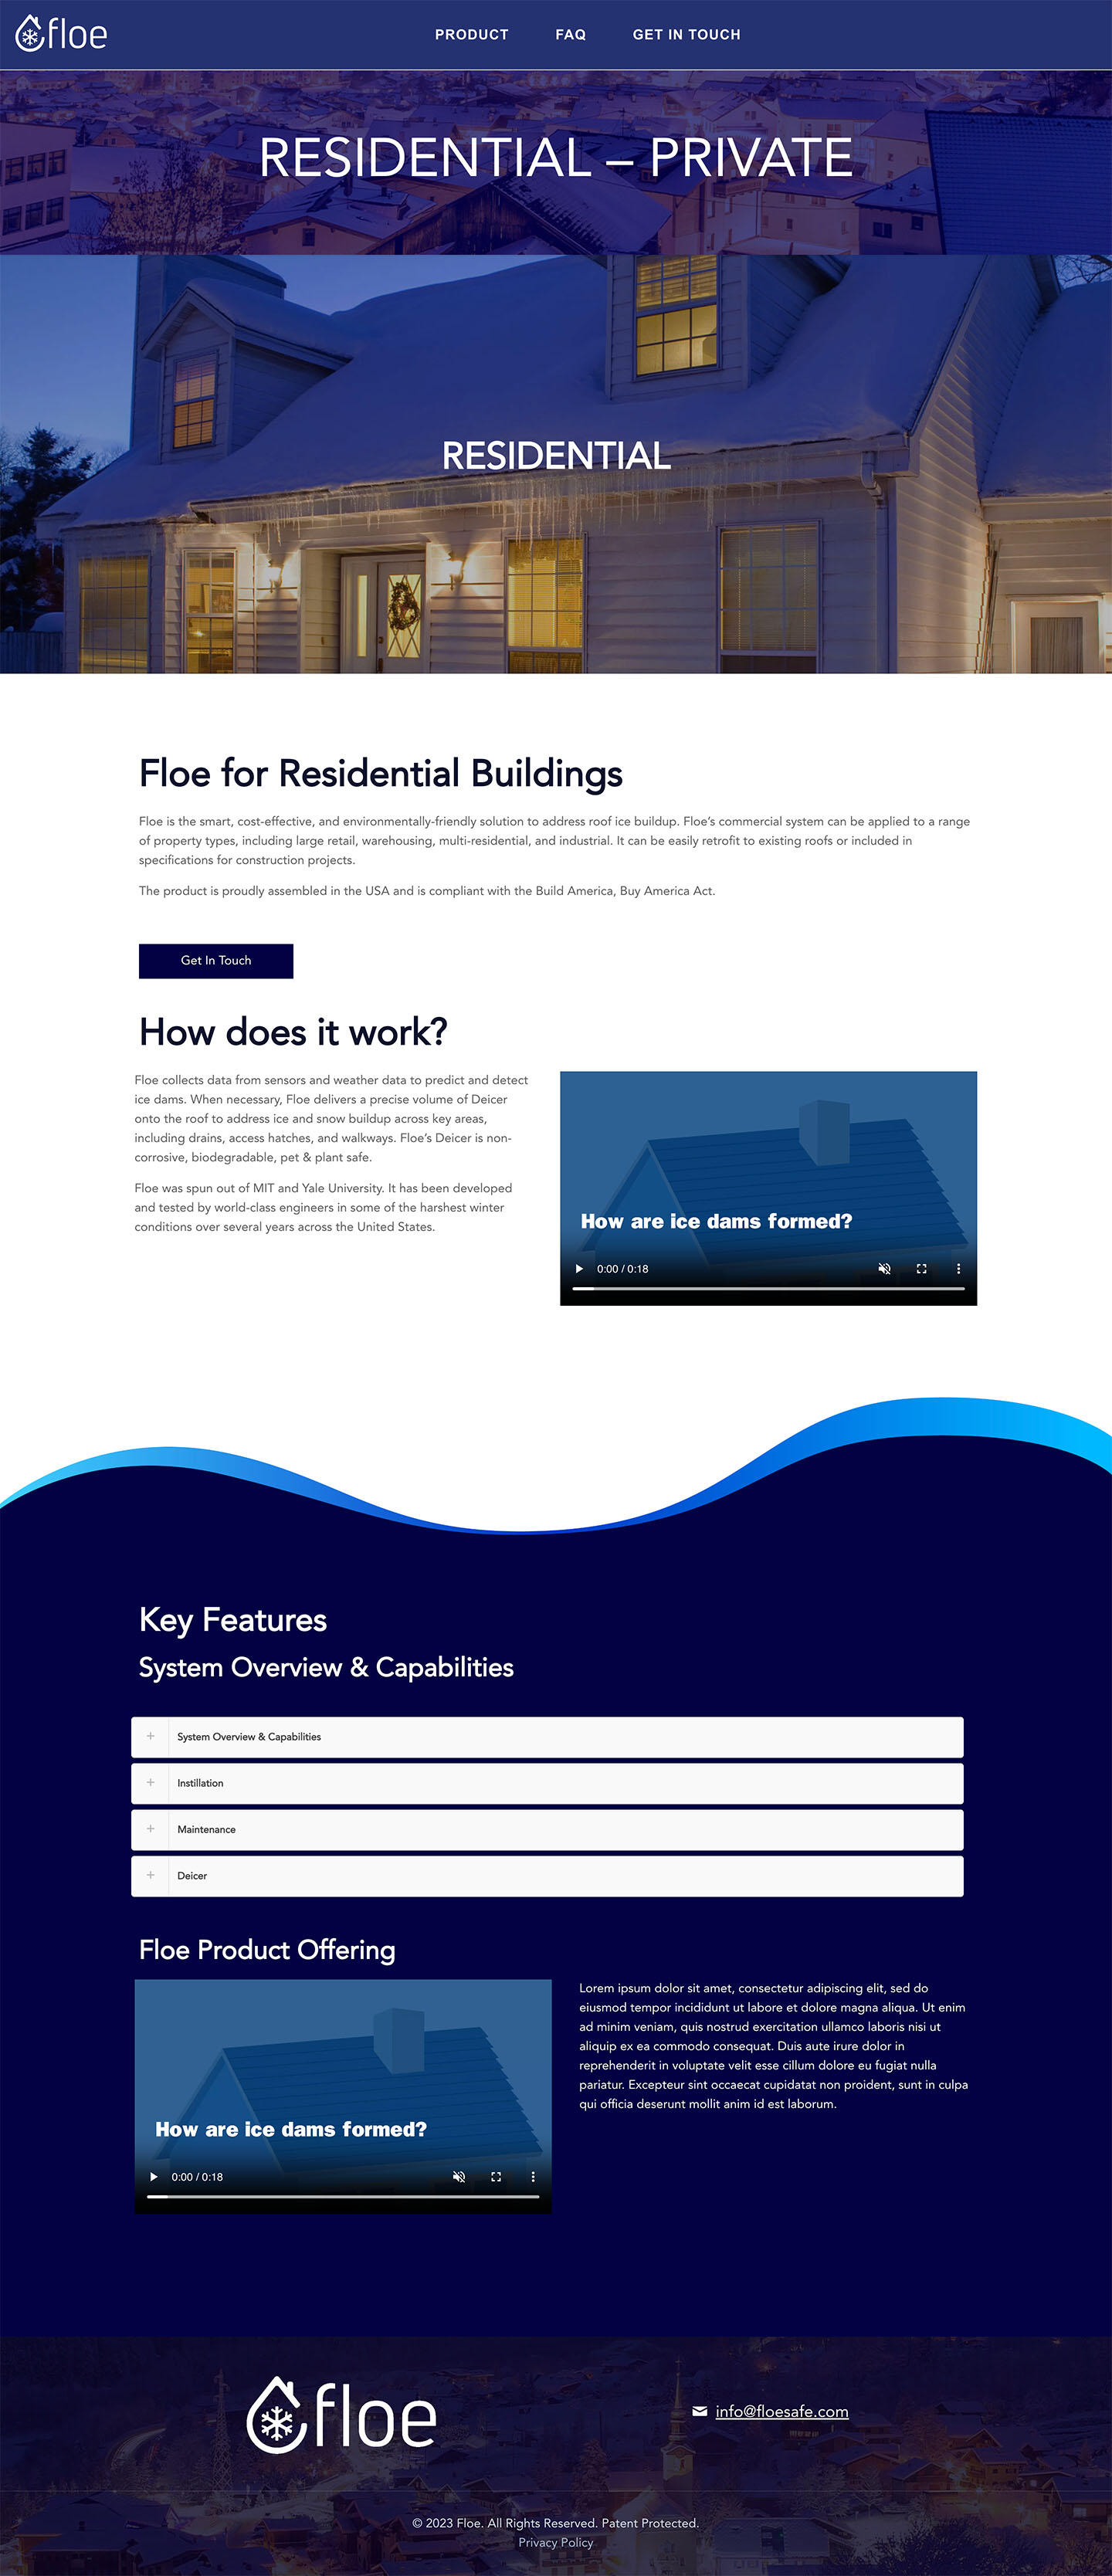 floe
PRODUCT
FAQ
GET IN TOUCH
RESIDENTIAL – PRIVATE
RESIDENTIAL
Floe for Residential Buildings
Floe is the smart, cost-effective, and environmentally-friendly solution to address roof ice buildup. Floe’s commercial system can be applied to a range
of property types, including large retail, warehousing, multi-residential, and industrial. It can be easily retrofit to existing roofs or included in
specifications for construction projects.
The product is proudly assembled in the USA and is compliant with the Build America, Buy America Act.
Get In Touch
How does it work?
Floe collects data from sensors and weather data to predict and detect
ice dams. When necessary, Floe delivers a precise volume of Deicer
onto the roof to address ice and snow buildup across key areas,
including drains, access hatches, and walkways. Floe’s Deicer is non-
corrosive, biodegradable, pet & plant safe.
Floe was spun out of MIT and Yale University. It has been developed
and tested by world-class engineers in some of the harshest winter
conditions over several years across the United States.
How are ice dams formed?
0:00 / 0:18
Key Features
System Overview & Capabilities
System Overview & Capabilities
Instillation
Maintenance
Deicer
Floe Product Offering
How are ice dams formed?
0:00 / 0:18
Lorem ipsum dolor sit amet, consectetur adipiscing elit, sed do
eiusmod tempor incididunt ut labore et dolore magna aliqua. Ut enim
ad minim veniam, quis nostrud exercitation ullamco laboris nisi ut
aliquip ex ea commodo consequat. Duis aute irure dolor in
reprehenderit in voluptate velit esse cillum dolore eu fugiat nulla
pariatur. Excepteur sint occaecat cupidatat non proident, sunt in culpa
qui officia deserunt mollit anim id est laborum.
floe
info@floesafe.com
© 2023 Floe. All Rights Reserved. Patent Protected.
Privacy Policy